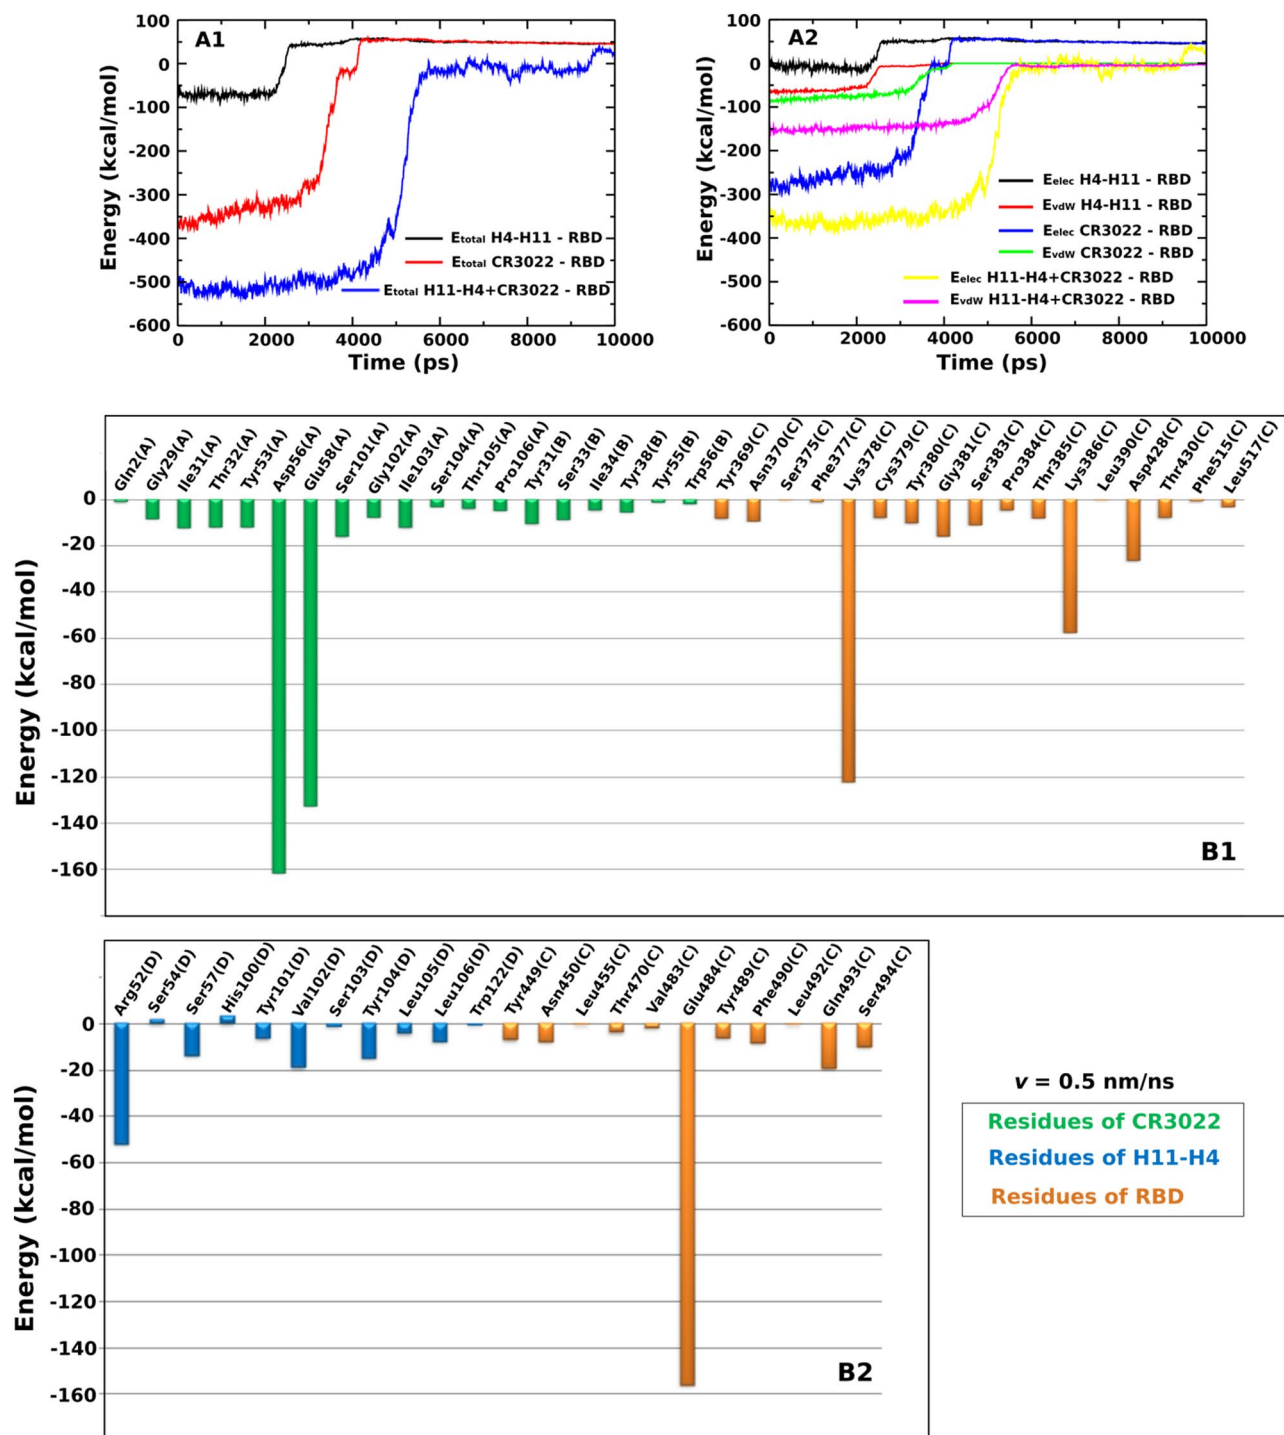 A1
100
0
-100
-200
-300
-400
-500
-600
Energy (kcal/mol)
Etotal H4-H11 - RBD
Etotal CR3022 - RBD
Etotal H11-H4+CR3022 - RBD
0 2000 4000 6000 8000 10000
Time (ps)
A2
100
0
-100
-200
-300
-400
-500
-600
Energy (kcal/mol)
Eelec H4-H11 - RBD
EvdW H4-H11 - RBD
Eelec CR3022 - RBD
EvdW CR3022 - RBD
Eelec H11-H4+CR3022 - RBD
EvdW H11-H4+CR3022 - RBD
0 2000 4000 6000 8000 10000
Time (ps)
Gln2(A)
Gly29(A)
Ile31(A)
Thr32(A)
Tyr53(A)
Asp56(A)
Glu58(A)
Ser101(A)
Gly102(A)
Ile103(A)
Ser104(A)
Thr105(A)
Pro106(A)
Tyr31(B)
Ser33(B)
Ile34(B)
Tyr38(B)
Tyr55(B)
Trp56(B)
Tyr369(C)
Asn370(C)
Ser375(C)
Phe377(C)
Lys378(C)
Cys379(C)
Tyr380(C)
Gly381(C)
Ser383(C)
Pro384(C)
Thr385(C)
Lys386(C)
Leu390(C)
Asp428(C)
Thr430(C)
Phe515(C)
Leu517(C)
0
-20
-40
-60
-80
-100
-120
-140
-160
Energy (kcal/mol)
B1
Arg52(D)
Ser54(D)
Ser57(D)
His100(D)
Tyr101(D)
Val102(D)
Ser103(D)
Tyr104(D)
Leu105(D)
Leu106(D)
Trp122(D)
Tyr449(C)
Asn450(C)
Leu455(C)
Thr470(C)
Val483(C)
Glu484(C)
Tyr489(C)
Phe490(C)
Leu492(C)
Gln493(C)
Ser494(C)
0
-20
-40
-60
-80
-100
-120
-140
-160
Energy (kcal/mol)
B2
v = 0.5 nm/ns
Residues of CR3022
Residues of H11-H4
Residues of RBD